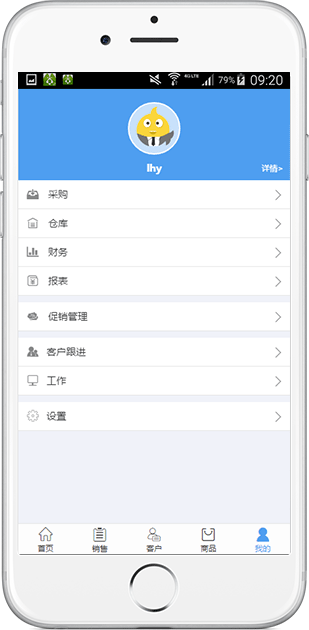 4G LTE 79% 09:20
lhy
详情>
采购
仓库
财务
报表
促销管理
客户跟进
工作
设置
首页 销售 客户 商品 我的